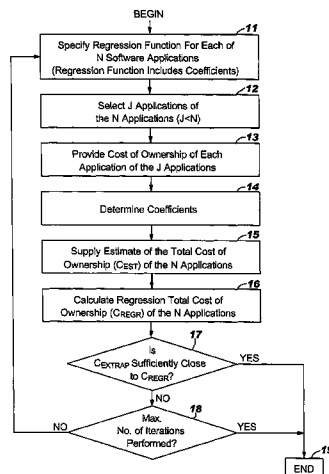 BEGIN
11
Specify Regression Function For Each of
N Software Applications
(Regression Function Includes Coefficients)
12
Select J Applications of
the N Applications (J<N)
13
Provide Cost of Ownership of Each
Application of the J Applications
14
Determine Coefficients
15
Supply Estimate of the Total Cost of
Ownership (CEST) of the N Applications
16
Calculate Regression Total Cost of
Ownership (CREGR) of the N Applications
17
Is
CEXTRAP Sufficiently Close
to CREGR?
YES
NO
18
Max.
No. of Iterations
Performed?
NO
YES
19
END